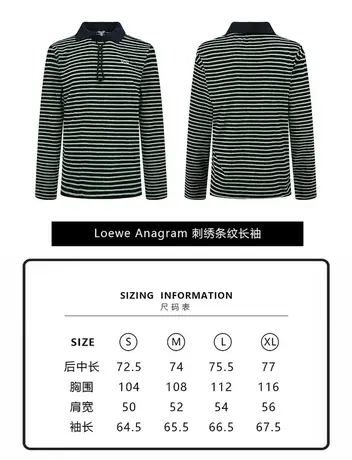 Loewe Anagram 刺绣条纹长袖
SIZING INFORMATION
尺码表
SIZE S M L XL
后中长 72.5 74 75.5 77
胸围 104 108 112 116
肩宽 50 52 54 56
袖长 64.5 65.5 66.5 67.5